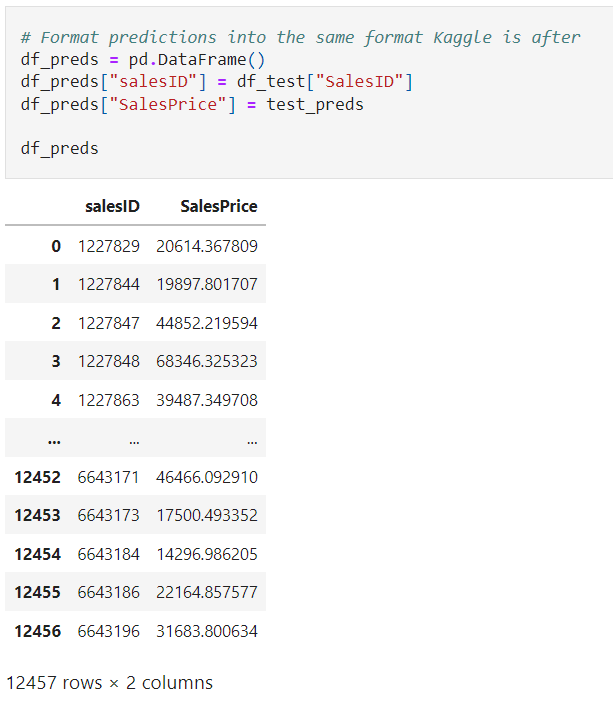 # Format predictions into the same format Kaggle is after
df_preds = pd.DataFrame()
df_preds["salesID"] = df_test["SalesID"]
df_preds["SalesPrice"] = test_preds
df_preds
salesID SalesPrice
0 1227829 20614.367809
1 1227844 19897.801707
2 1227847 44852.219594
3 1227848 68346.325323
4 1227863 39487.349708
... ... ...
12452 6643171 46466.092910
12453 6643173 17500.493352
12454 6643184 14296.986205
12455 6643186 22164.857577
12456 6643196 31683.800634
12457 rows × 2 columns